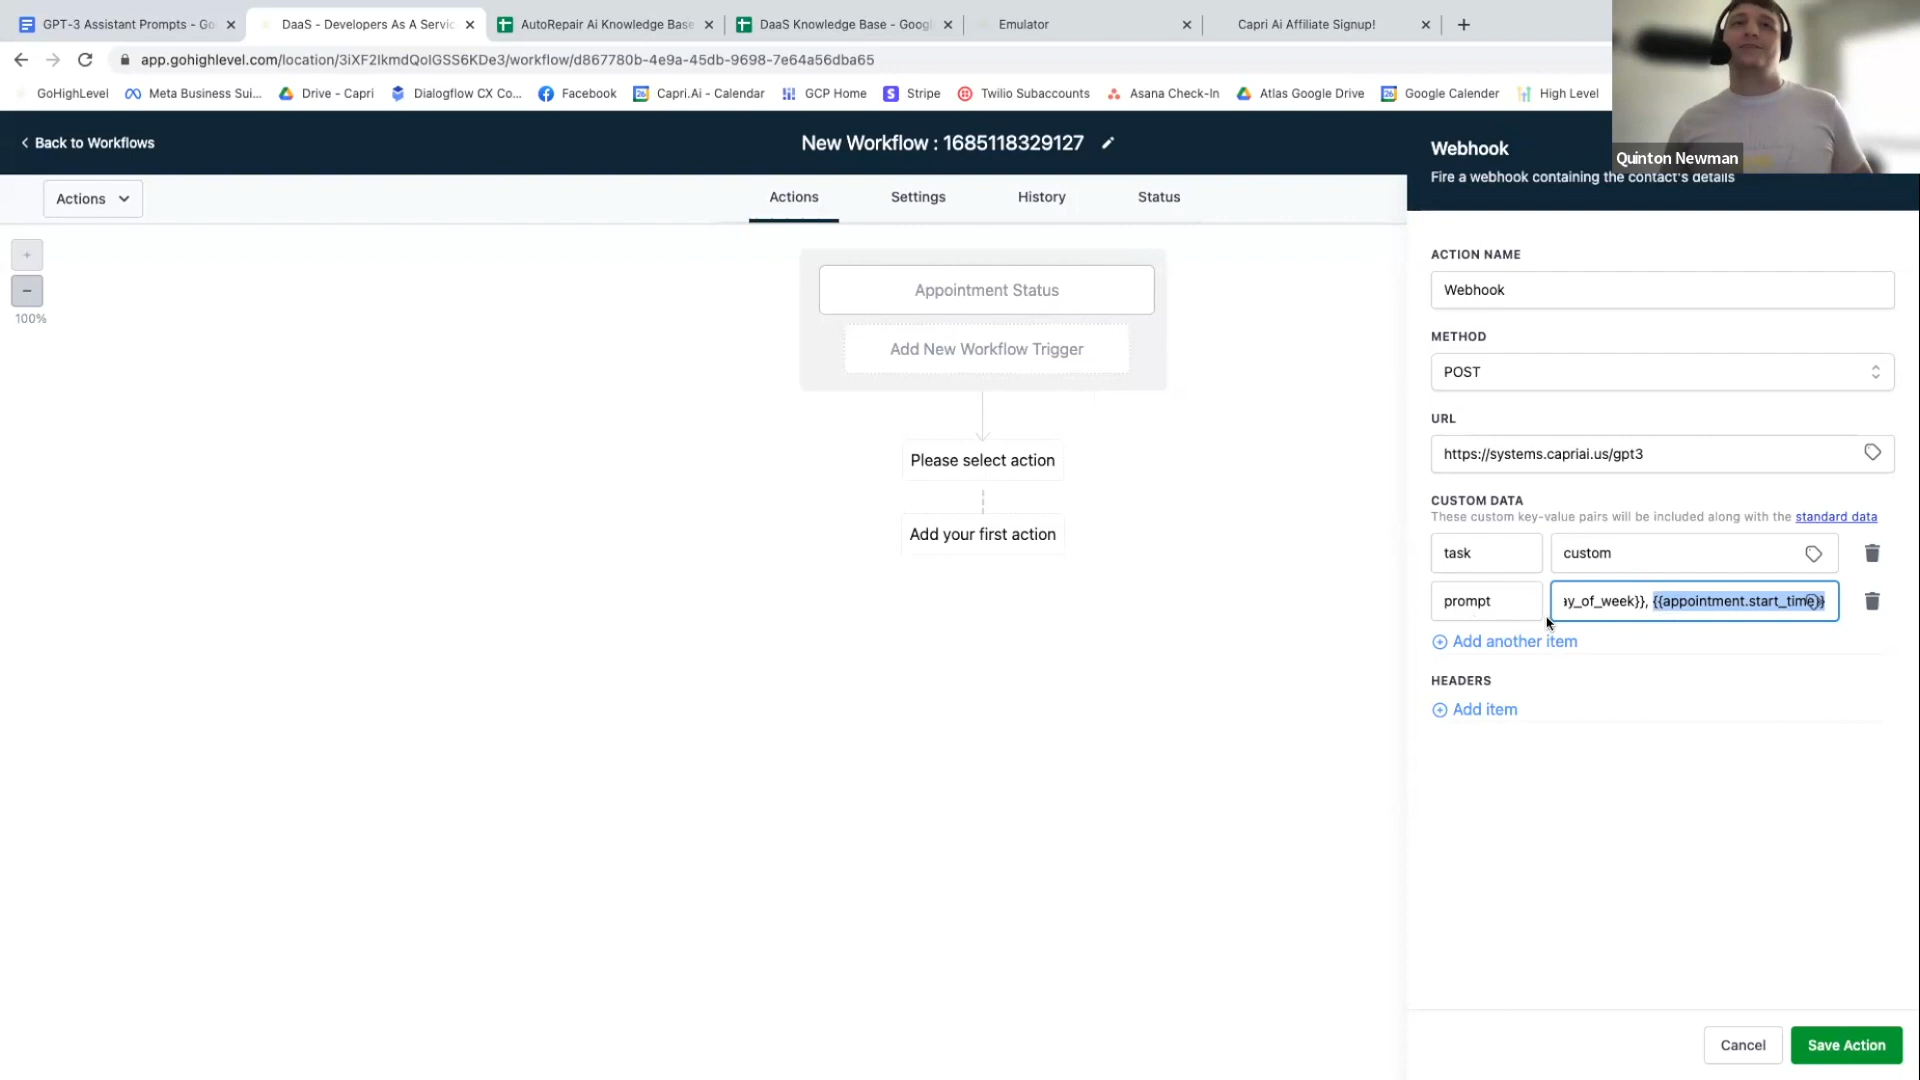 GPT-3 Assistant Prompts - Go
DaaS - Developers As A Servic
AutoRepair Ai Knowledge Base
DaaS Knowledge Base - Googl
Emulator
Capri Ai Affiliate Signup!
app.gohighlevel.com/location/3iXF2IkmdQoIGSS6KDe3/workflow/d867780b-4e9a-45db-9698-7e64a56dba65
GoHighLevel
Meta Business Sui...
Drive - Capri
Dialogflow CX Co...
Facebook
Capri.Ai - Calendar
GCP Home
Stripe
Twilio Subaccounts
Asana Check-In
Atlas Google Drive
Google Calender
High Level
Quinton Newman
Back to Workflows
New Workflow : 1685118329127
Actions
Actions
Settings
History
Status
100%
Appointment Status
Add New Workflow Trigger
Please select action
Add your first action
Webhook
Fire a webhook containing the contact's details
ACTION NAME
Webhook
METHOD
POST
URL
https://systems.capriai.us/gpt3
CUSTOM DATA
These custom key-value pairs will be included along with the standard data
task
custom
prompt
ay_of_week}}, {{appointment.start_time}}
Add another item
HEADERS
Add item
Cancel
Save Action